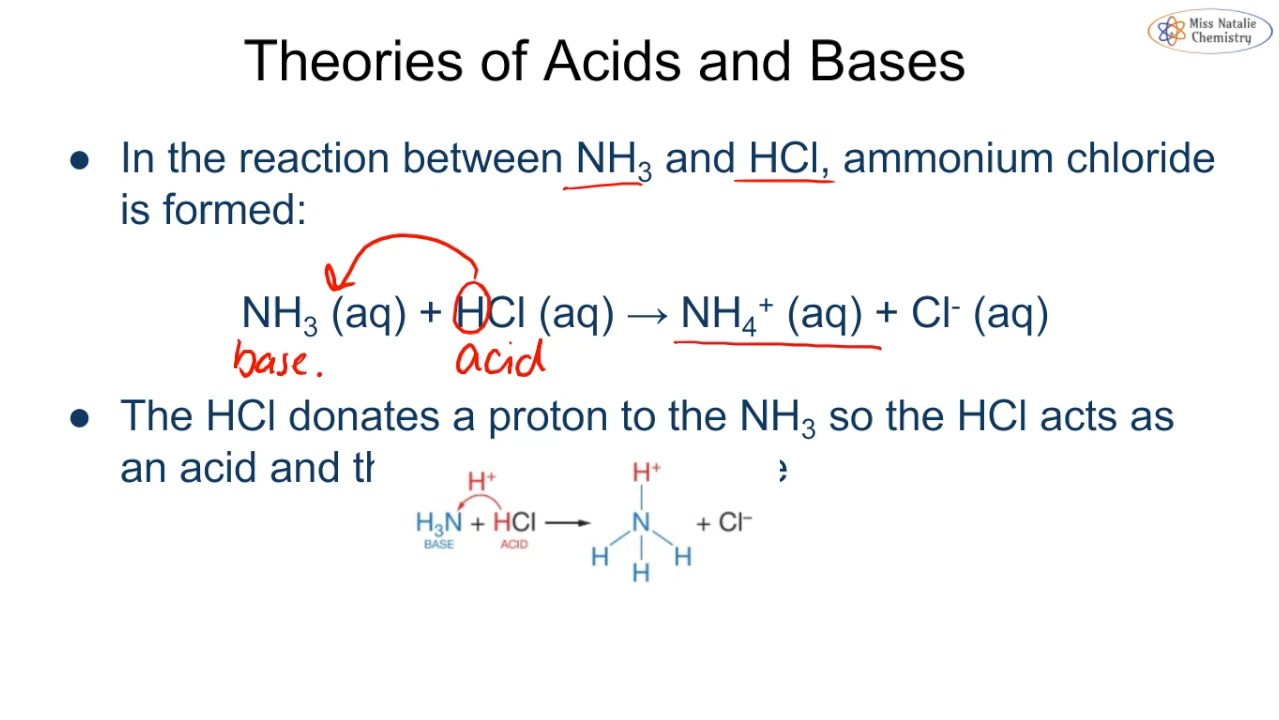 Miss Natalie
Chemistry
Theories of Acids and Bases
● In the reaction between NH₃ and HCl, ammonium chloride
is formed:
NH₃ (aq) + HCl (aq) → NH₄⁺ (aq) + Cl⁻ (aq)
base. acid
● The HCl donates a proton to the NH₃ so the HCl acts as
an acid and
H⁺ H⁺
H₃N + HCl → N + Cl⁻
BASE ACID
H H
H